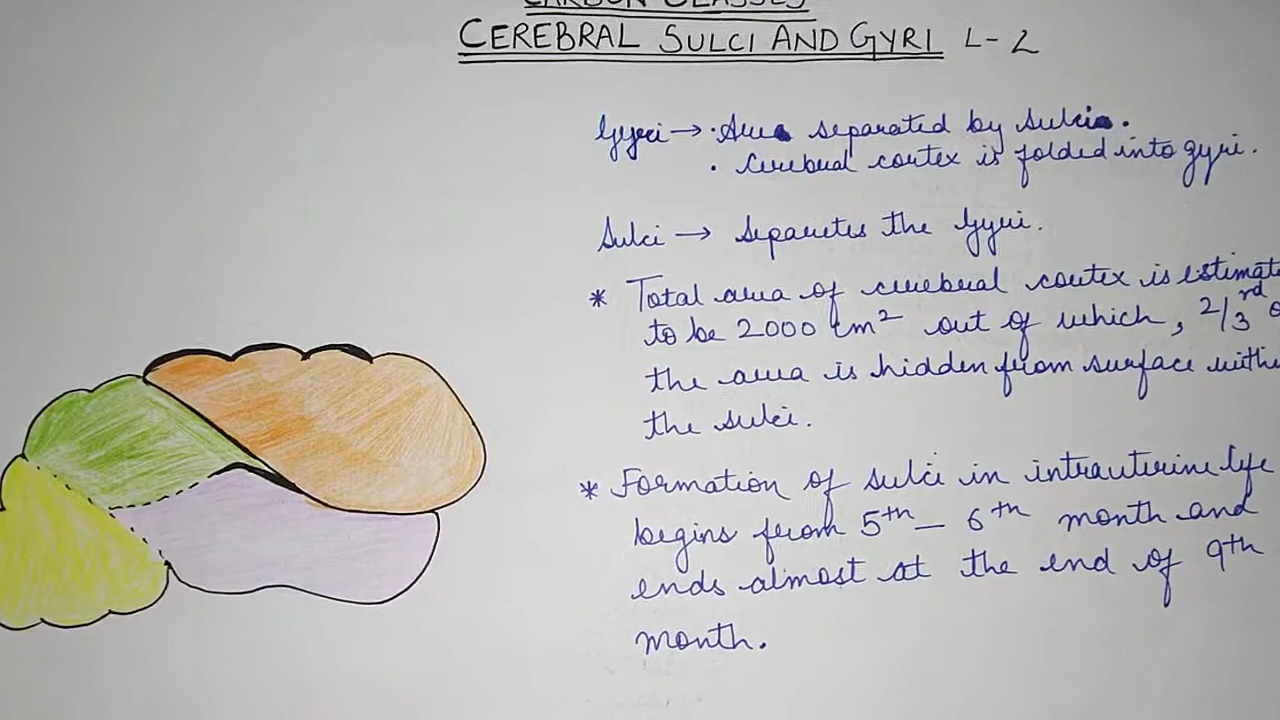 CARBON CLASSES
CEREBRAL SULCI AND GYRI L-2
Gyri → · Area separated by sulci.
· Cerebral cortex is folded into gyri.
Sulci → Separates the Gyri.
* Total area of cerebral cortex is estimat
to be 2000 cm² out of which, 2/3rd o
the area is hidden from surface withi
the sulci.
* Formation of sulci in intrauterine life
begins from 5th - 6th month and
ends almost at the end of 9th
month.